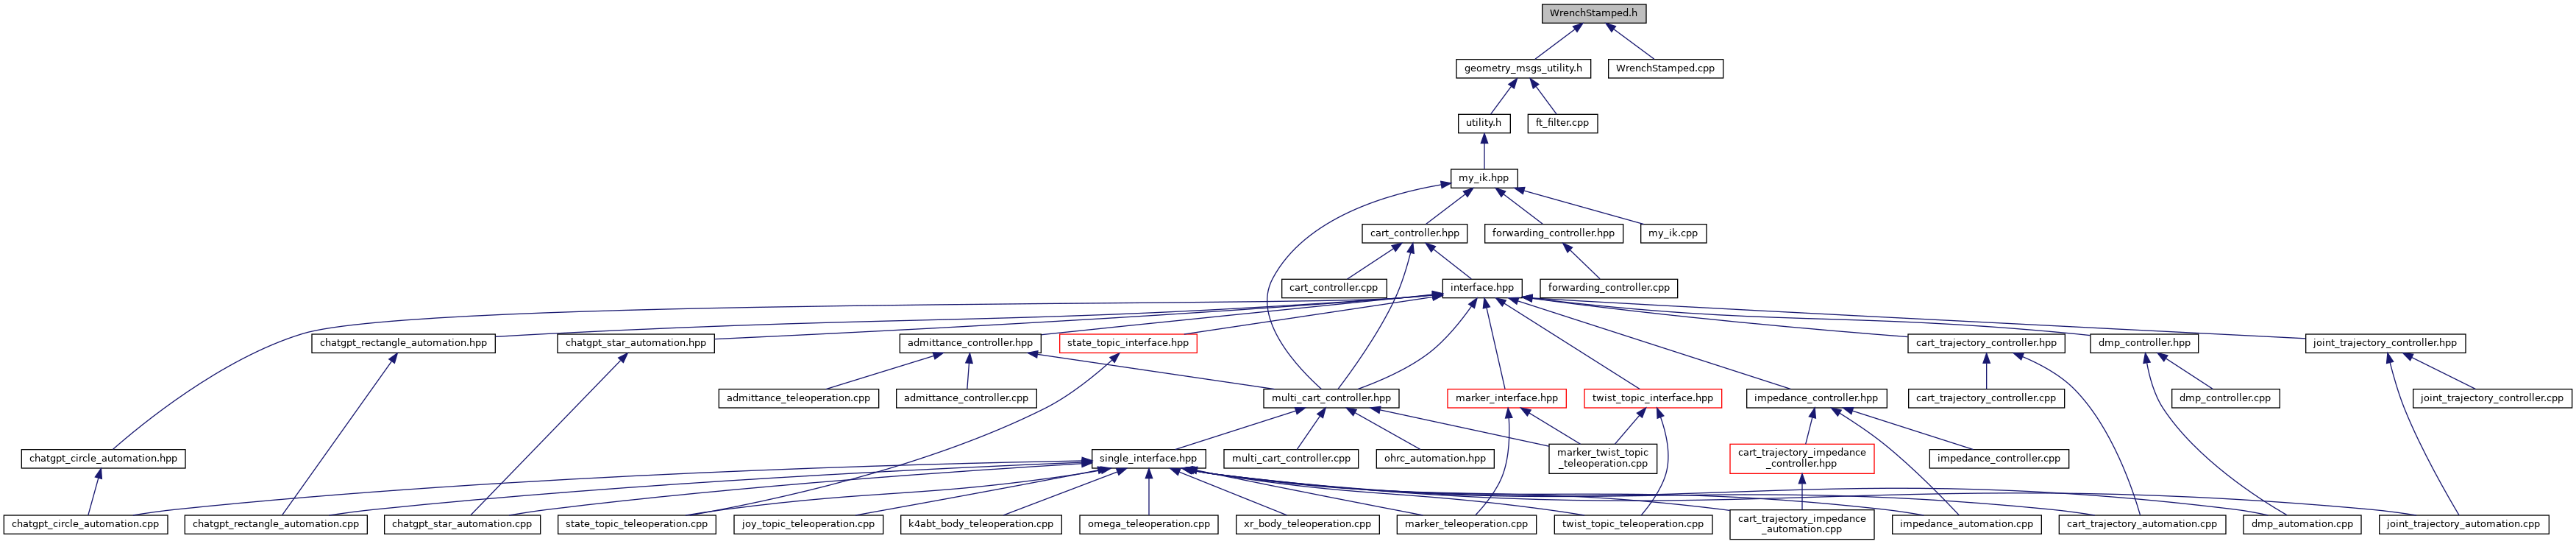 WrenchStamped.h
geometry_msgs_utility.h
WrenchStamped.cpp
utility.h
ft_filter.cpp
my_ik.hpp
cart_controller.hpp
forwarding_controller.hpp
my_ik.cpp
cart_controller.cpp
interface.hpp
forwarding_controller.cpp
chatgpt_rectangle_automation.hpp
chatgpt_star_automation.hpp
admittance_controller.hpp
state_topic_interface.hpp
cart_trajectory_controller.hpp
dmp_controller.hpp
joint_trajectory_controller.hpp
admittance_teleoperation.cpp
admittance_controller.cpp
multi_cart_controller.hpp
marker_interface.hpp
twist_topic_interface.hpp
impedance_controller.hpp
cart_trajectory_controller.cpp
dmp_controller.cpp
joint_trajectory_controller.cpp
chatgpt_circle_automation.hpp
single_interface.hpp
multi_cart_controller.cpp
ohrc_automation.hpp
marker_twist_topic
_teleoperation.cpp
cart_trajectory_impedance
_controller.hpp
impedance_controller.cpp
chatgpt_circle_automation.cpp
chatgpt_rectangle_automation.cpp
chatgpt_star_automation.cpp
state_topic_teleoperation.cpp
joy_topic_teleoperation.cpp
k4abt_body_teleoperation.cpp
omega_teleoperation.cpp
xr_body_teleoperation.cpp
marker_teleoperation.cpp
twist_topic_teleoperation.cpp
cart_trajectory_impedance
_automation.cpp
impedance_automation.cpp
cart_trajectory_automation.cpp
dmp_automation.cpp
joint_trajectory_automation.cpp